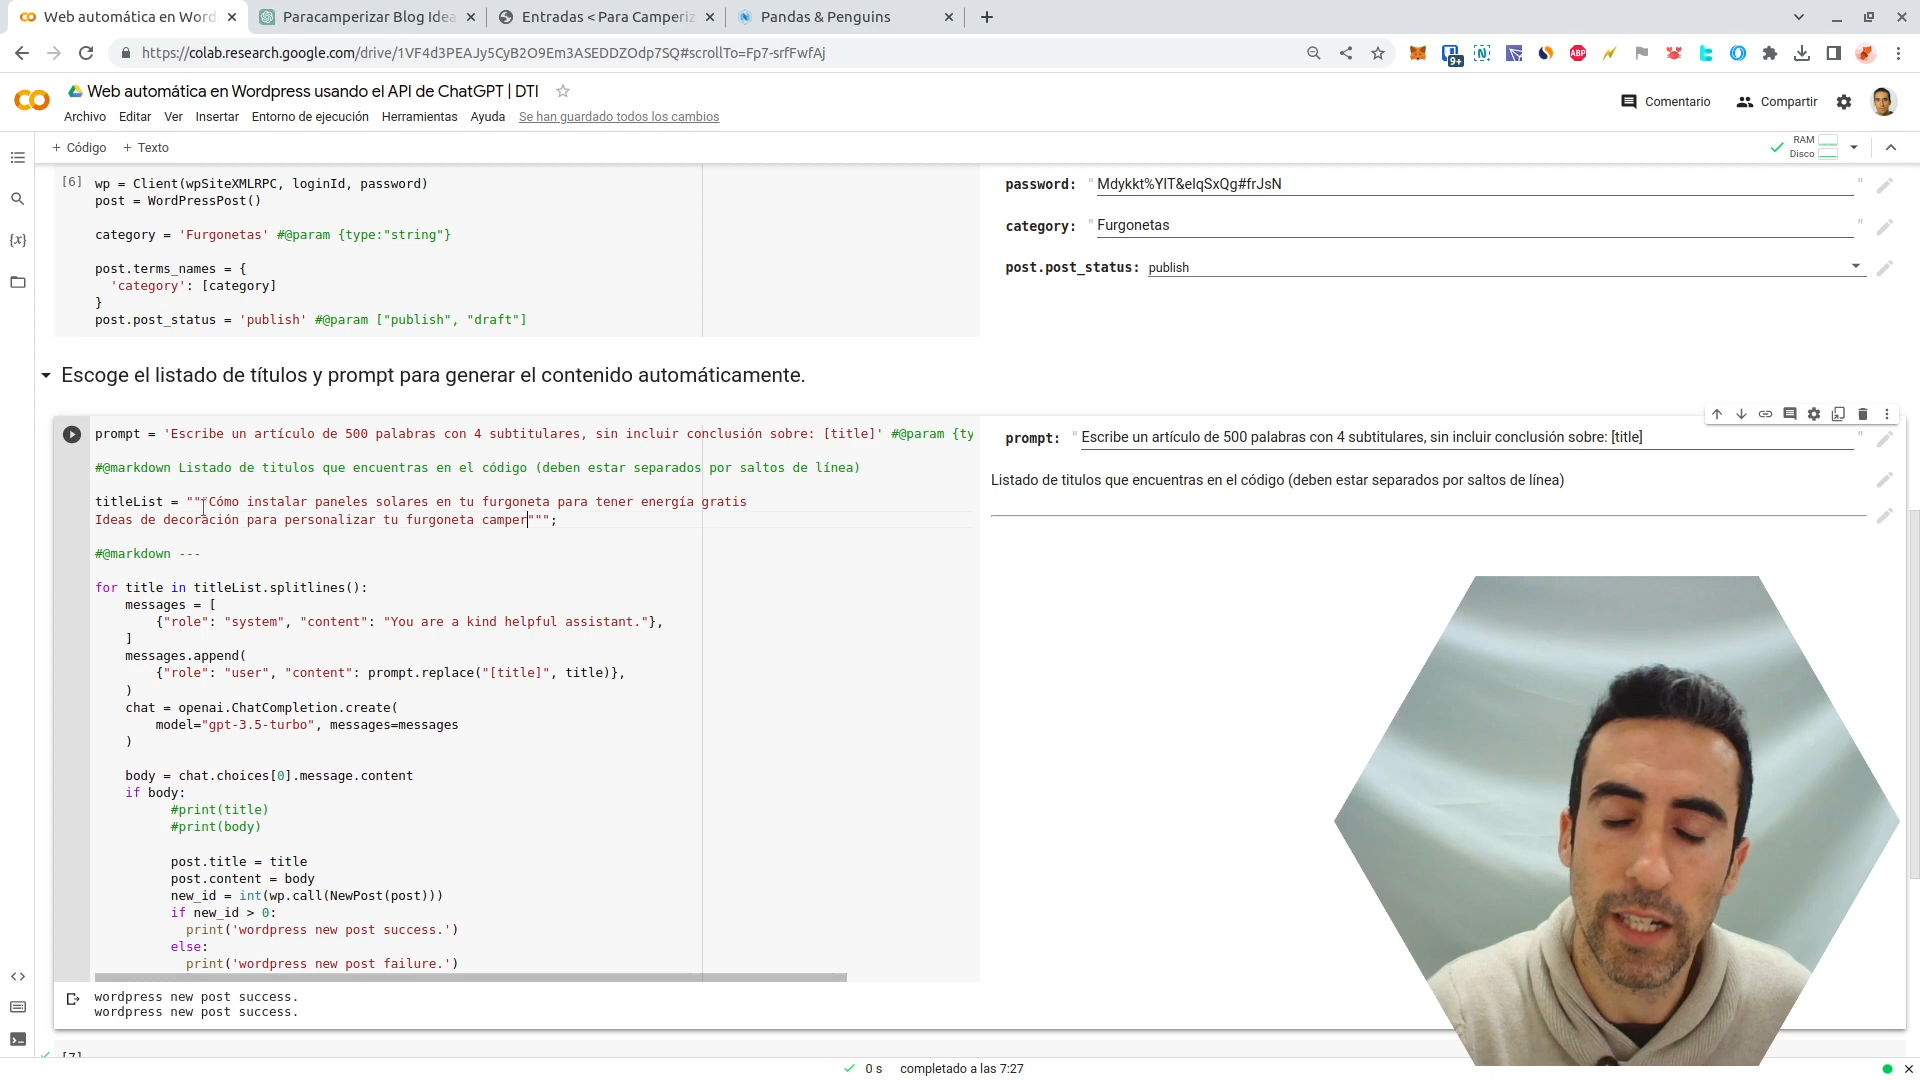 Web automática en Word
Paracamperizar Blog Idea
Entradas < Para Camperiz
Pandas & Penguins
https://colab.research.google.com/drive/1VF4d3PEAJy5CyB2O9Em3ASEDDZOdp7SQ#scrollTo=Fp7-srfFwfAj
9+
ABP
Web automática en Wordpress usando el API de ChatGPT | DTI
Comentario
Compartir
Archivo Editar Ver Insertar Entorno de ejecución Herramientas Ayuda Se han guardado todos los cambios
+ Código + Texto
RAM
Disco
[6] wp = Client(wpSiteXMLRPC, loginId, password)
post = WordPressPost()
category = 'Furgonetas' #@param {type:"string"}
post.terms_names = {
'category': [category]
}
post.post_status = 'publish' #@param ["publish", "draft"]
password: "Mdykkt%YIT&eIqSxQg#frJsN"
category: "Furgonetas"
post.post_status: publish
Escoge el listado de títulos y prompt para generar el contenido automáticamente.
prompt = 'Escribe un artículo de 500 palabras con 4 subtitulares, sin incluir conclusión sobre: [title]' #@param {ty
#@markdown Listado de titulos que encuentras en el código (deben estar separados por saltos de línea)
titleList = """Cómo instalar paneles solares en tu furgoneta para tener energía gratis
Ideas de decoración para personalizar tu furgoneta camper""";
#@markdown ---
for title in titleList.splitlines():
messages = [
{"role": "system", "content": "You are a kind helpful assistant."},
]
messages.append(
{"role": "user", "content": prompt.replace("[title]", title)},
)
chat = openai.ChatCompletion.create(
model="gpt-3.5-turbo", messages=messages
)
body = chat.choices[0].message.content
if body:
#print(title)
#print(body)
post.title = title
post.content = body
new_id = int(wp.call(NewPost(post)))
if new_id > 0:
print('wordpress new post success.')
else:
print('wordpress new post failure.')
prompt: "Escribe un artículo de 500 palabras con 4 subtitulares, sin incluir conclusión sobre: [title]"
Listado de titulos que encuentras en el código (deben estar separados por saltos de línea)
wordpress new post success.
wordpress new post success.
[7]
0 s completado a las 7:27